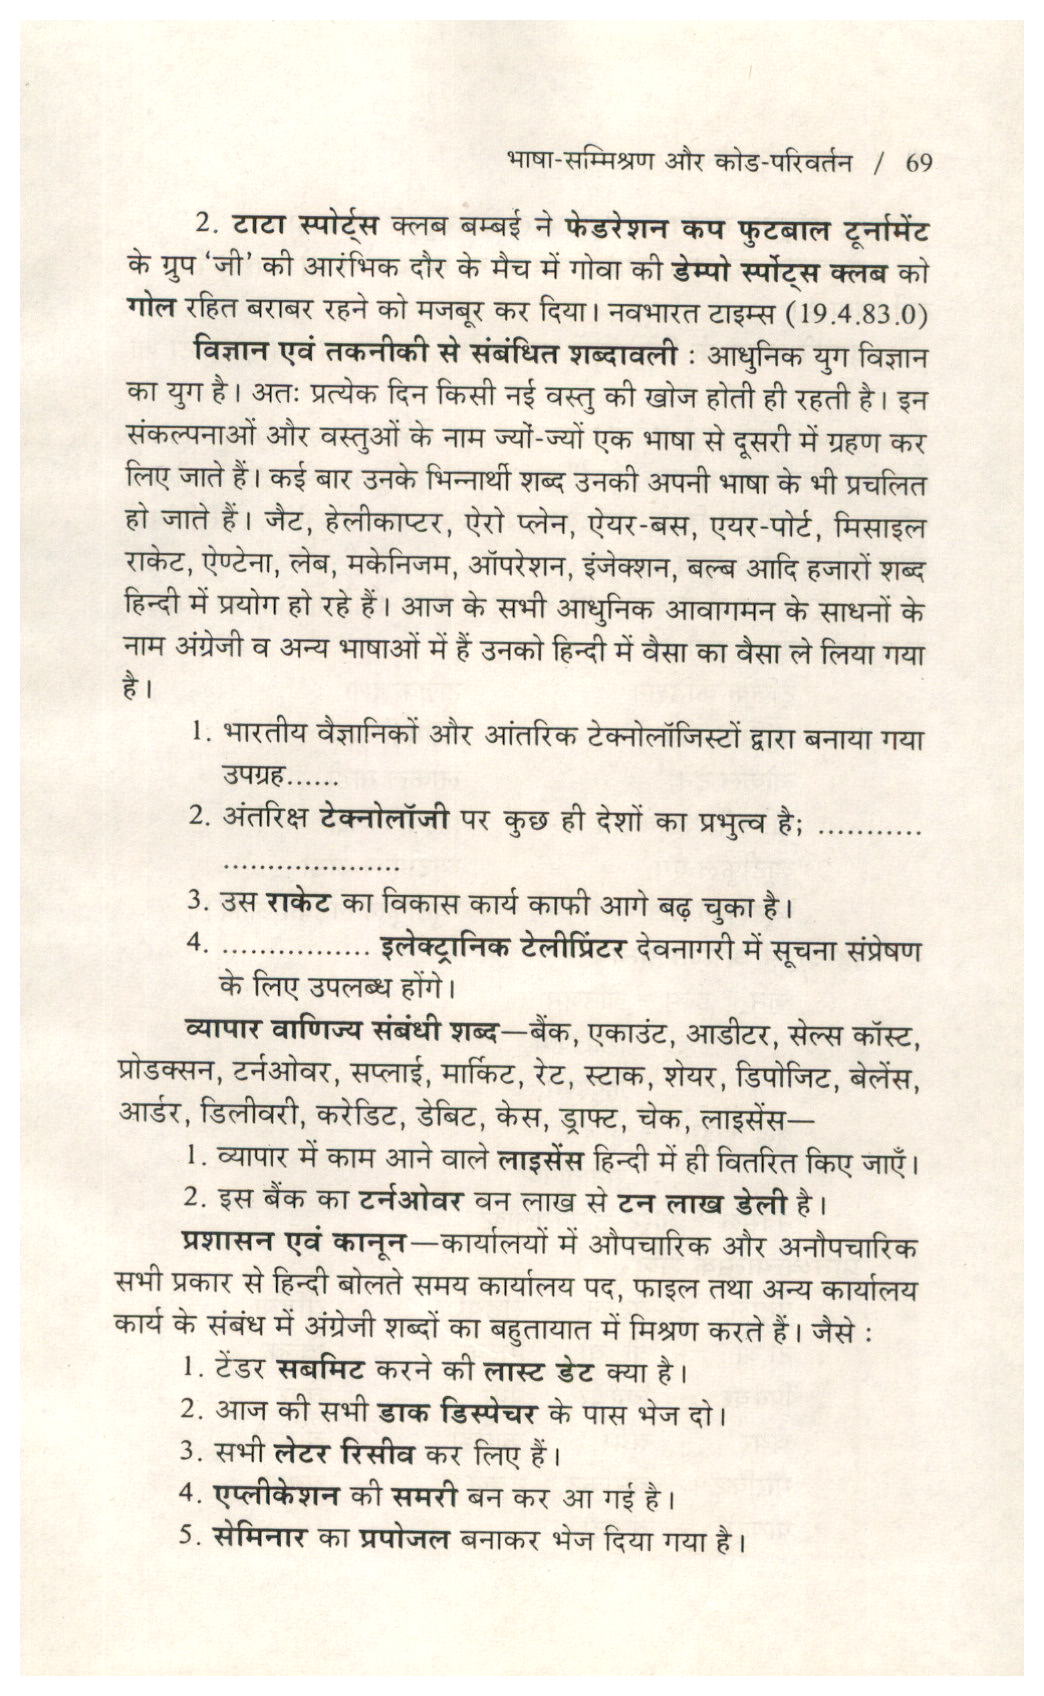 भाषा-सम्मिश्रण और कोड-परिवर्तन / 69
2. टाटा स्पोर्ट्स क्लब बम्बई ने फेडरेशन कप फुटबाल टूर्नामेंट
के ग्रुप ‘जी’ की आरंभिक दौर के मैच में गोवा की डेम्पो स्पोर्ट्स क्लब को
गोल रहित बराबर रहने को मजबूर कर दिया। नवभारत टाइम्स (19.4.83.0)
विज्ञान एवं तकनीकी से संबंधित शब्दावली : आधुनिक युग विज्ञान
का युग है। अतः प्रत्येक दिन किसी नई वस्तु की खोज होती ही रहती है। इन
संकल्पनाओं और वस्तुओं के नाम ज्यों-ज्यों एक भाषा से दूसरी में ग्रहण कर
लिए जाते हैं। कई बार उनके भिन्नार्थी शब्द उनकी अपनी भाषा के भी प्रचलित
हो जाते हैं। जैट, हेलीकाप्टर, ऐरो प्लेन, ऐयर-बस, एयर-पोर्ट, मिसाइल
राकेट, ऐण्टेना, लेब, मकेनिजम, ऑपरेशन, इंजेक्शन, बल्ब आदि हजारों शब्द
हिन्दी में प्रयोग हो रहे हैं। आज के सभी आधुनिक आवागमन के साधनों के
नाम अंग्रेजी व अन्य भाषाओं में हैं उनको हिन्दी में वैसा का वैसा ले लिया गया
है।
1. भारतीय वैज्ञानिकों और आंतरिक टेक्नोलॉजिस्टों द्वारा बनाया गया
उपग्रह......
2. अंतरिक्ष टेक्नोलॉजी पर कुछ ही देशों का प्रभुत्व है; ...........
....................
3. उस राकेट का विकास कार्य काफी आगे बढ़ चुका है।
4. ................ इलेक्ट्रानिक टेलीप्रिंटर देवनागरी में सूचना संप्रेषण
के लिए उपलब्ध होंगे।
व्यापार वाणिज्य संबंधी शब्द—बैंक, एकाउंट, आडीटर, सेल्स कॉस्ट,
प्रोडक्सन, टर्नओवर, सप्लाई, मार्किट, रेट, स्टाक, शेयर, डिपोजिट, बेलेंस,
आर्डर, डिलीवरी, करेडिट, डेबिट, केस, ड्राफ्ट, चेक, लाइसेंस—
1. व्यापार में काम आने वाले लाइसेंस हिन्दी में ही वितरित किए जाएँ।
2. इस बैंक का टर्नओवर वन लाख से टन लाख डेली है।
प्रशासन एवं कानून—कार्यालयों में औपचारिक और अनौपचारिक
सभी प्रकार से हिन्दी बोलते समय कार्यालय पद, फाइल तथा अन्य कार्यालय
कार्य के संबंध में अंग्रेजी शब्दों का बहुतायात में मिश्रण करते हैं। जैसे :
1. टेंडर सबमिट करने की लास्ट डेट क्या है।
2. आज की सभी डाक डिस्पेचर के पास भेज दो।
3. सभी लेटर रिसीव कर लिए हैं।
4. एप्लीकेशन की समरी बन कर आ गई है।
5. सेमिनार का प्रपोजल बनाकर भेज दिया गया है।